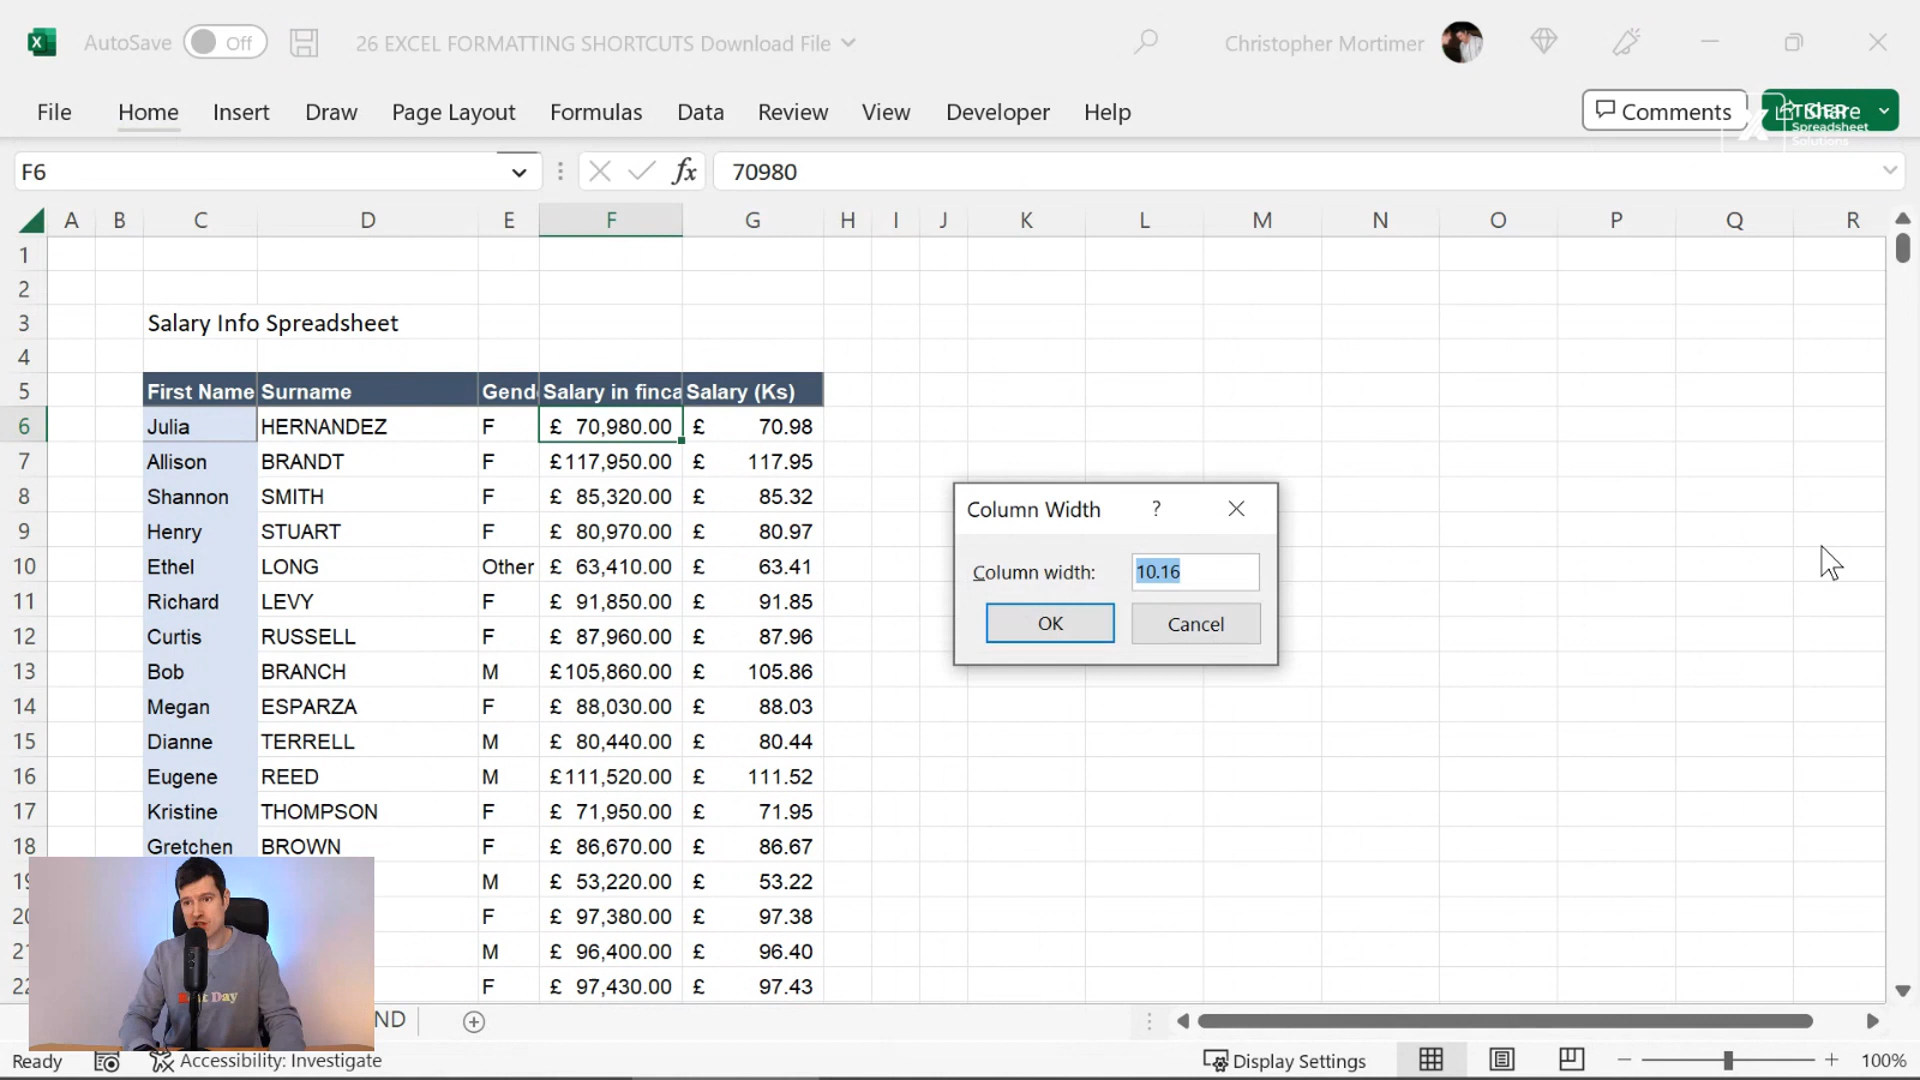 AutoSave Off 26 EXCEL FORMATTING SHORTCUTS Download File Christopher Mortimer
File Home Insert Draw Page Layout Formulas Data Review View Developer Help Comments Share
TIGER
Spreadsheet
Solutions
F6 fx 70980
A B C D E F G H I J K L M N O P Q R
1
2
3 Salary Info Spreadsheet
4
5 First Name Surname Gend Salary in finca Salary (Ks)
6 Julia HERNANDEZ F £ 70,980.00 £ 70.98
7 Allison BRANDT F £117,950.00 £ 117.95
8 Shannon SMITH F £ 85,320.00 £ 85.32
9 Henry STUART F £ 80,970.00 £ 80.97
10 Ethel LONG Other £ 63,410.00 £ 63.41
11 Richard LEVY F £ 91,850.00 £ 91.85
12 Curtis RUSSELL F £ 87,960.00 £ 87.96
13 Bob BRANCH M £105,860.00 £ 105.86
14 Megan ESPARZA F £ 88,030.00 £ 88.03
15 Dianne TERRELL M £ 80,440.00 £ 80.44
16 Eugene REED M £111,520.00 £ 111.52
17 Kristine THOMPSON F £ 71,950.00 £ 71.95
18 Gretchen BROWN F £ 86,670.00 £ 86.67
19 M £ 53,220.00 £ 53.22
20 F £ 97,380.00 £ 97.38
21 M £ 96,400.00 £ 96.40
22 F £ 97,430.00 £ 97.43
Column Width ?
Column width: 10.16
OK Cancel
ND
Ready Accessibility: Investigate Display Settings 100%